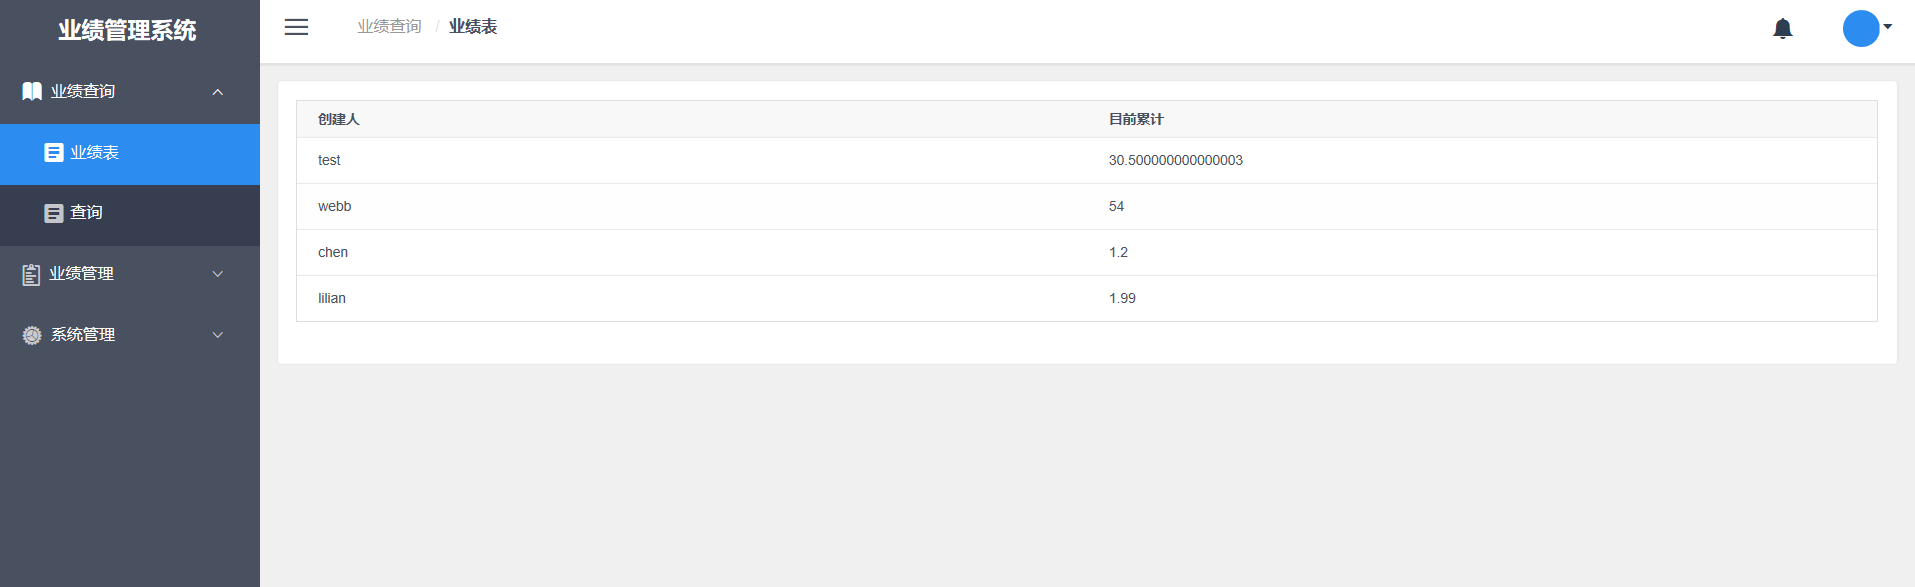 业绩管理系统
业绩查询
业绩表
查询
业绩管理
系统管理
业绩查询 / 业绩表
创建人 目前累计
test 30.500000000000003
webb 54
chen 1.2
lilian 1.99